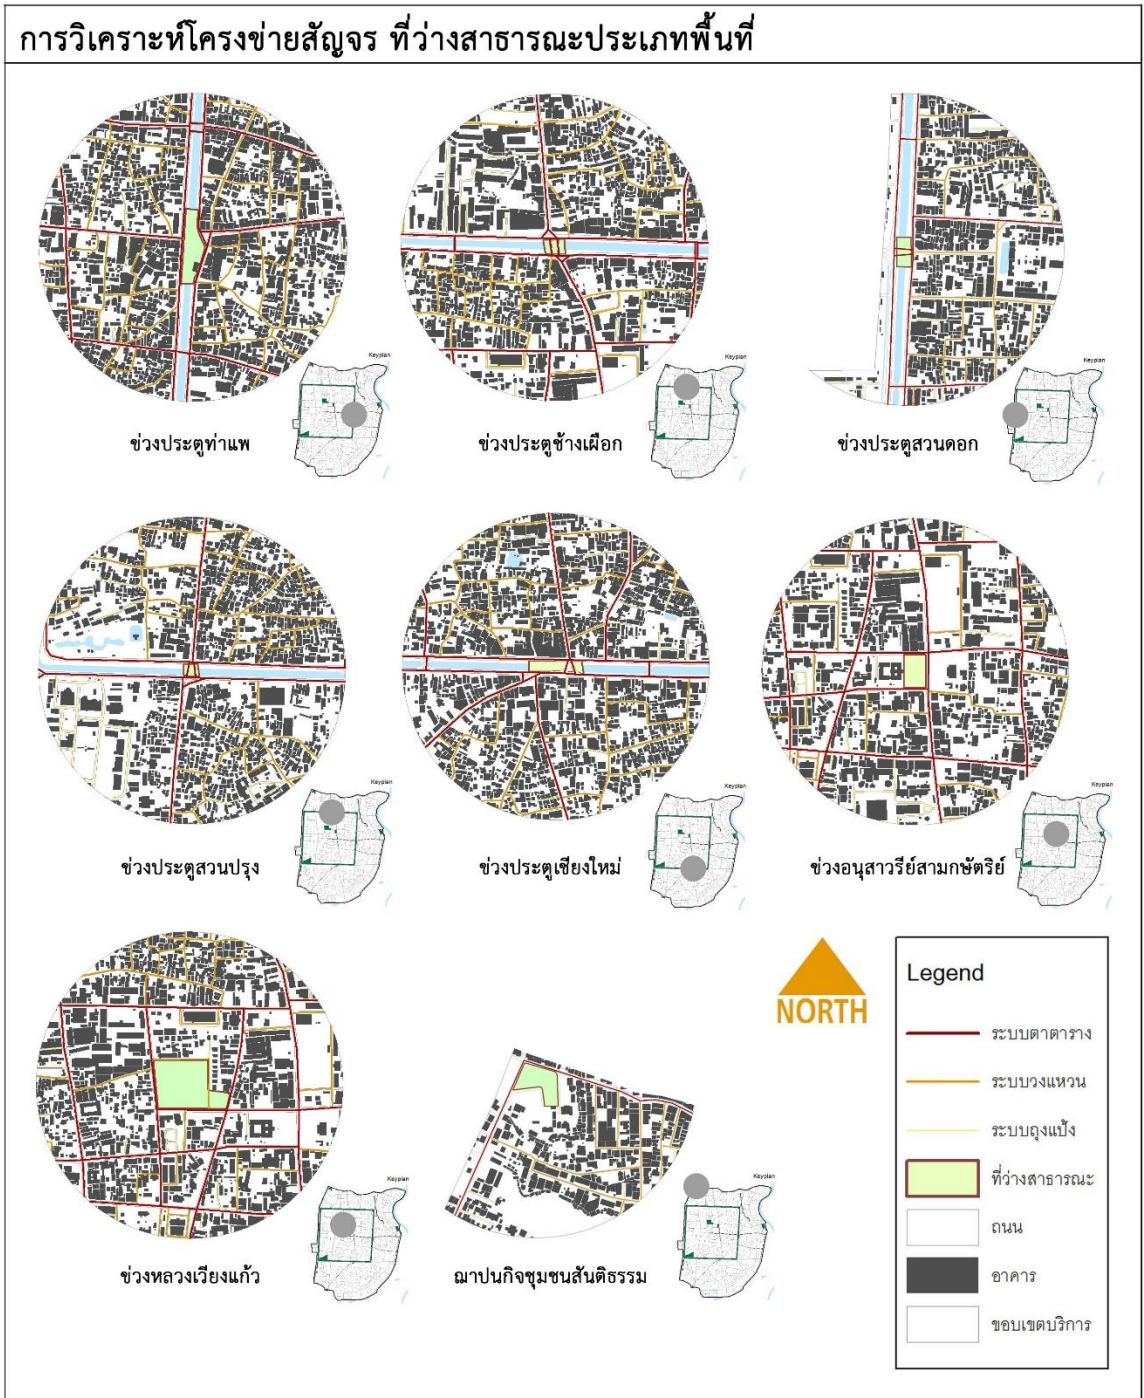 การวิเคราะห์โครงข่ายสัญจร ที่ว่างสาธารณะประเภทพื้นที่
Keyplan
ข่วงประตูท่าแพ
Keyplan
ข่วงประตูช้างเผือก
Keyplan
ข่วงประตูสวนดอก
Keyplan
ข่วงประตูสวนปรุง
Keyplan
ข่วงประตูเชียงใหม่
Keyplan
ข่วงอนุสาวรีย์สามกษัตริย์
Keyplan
ข่วงหลวงเวียงแก้ว
Keyplan
ฌาปนกิจชุมชนสันติธรรม
NORTH
Legend
ระบบตาตาราง
ระบบวงแหวน
ระบบถุงแป้ง
ที่ว่างสาธารณะ
ถนน
อาคาร
ขอบเขตบริการ